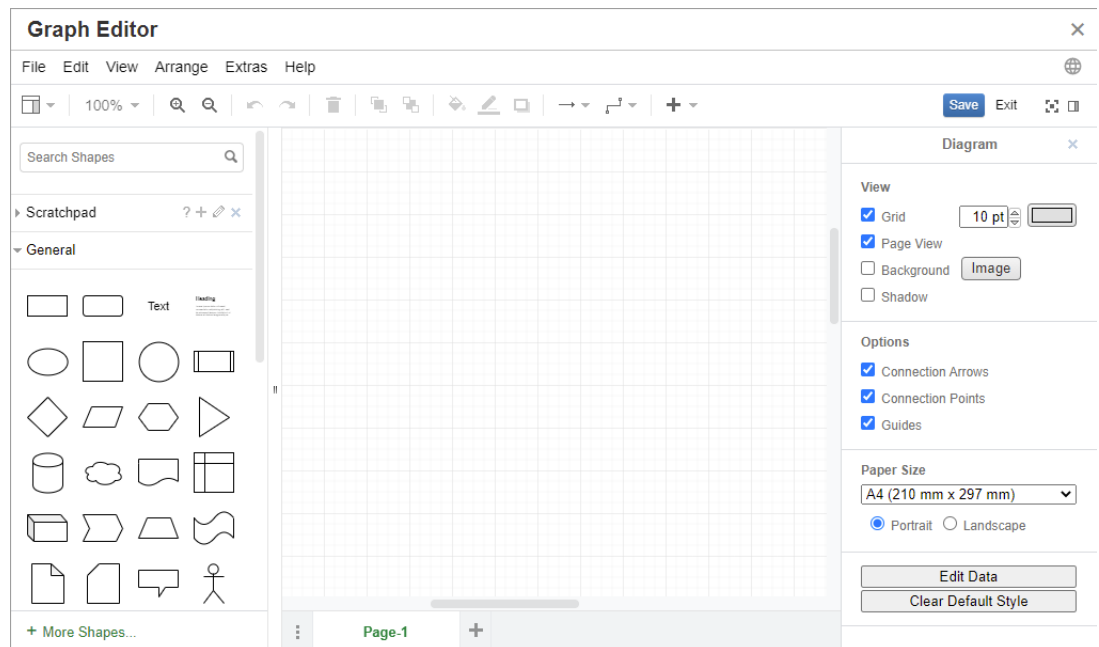 Graph Editor
File Edit View Arrange Extras Help
100%
Save Exit
Search Shapes
Scratchpad
?
General
Text
Heading
+ More Shapes...
Page-1
Diagram
View
Grid 10 pt
Page View
Background Image
Shadow
Options
Connection Arrows
Connection Points
Guides
Paper Size
A4 (210 mm x 297 mm)
Portrait Landscape
Edit Data
Clear Default Style